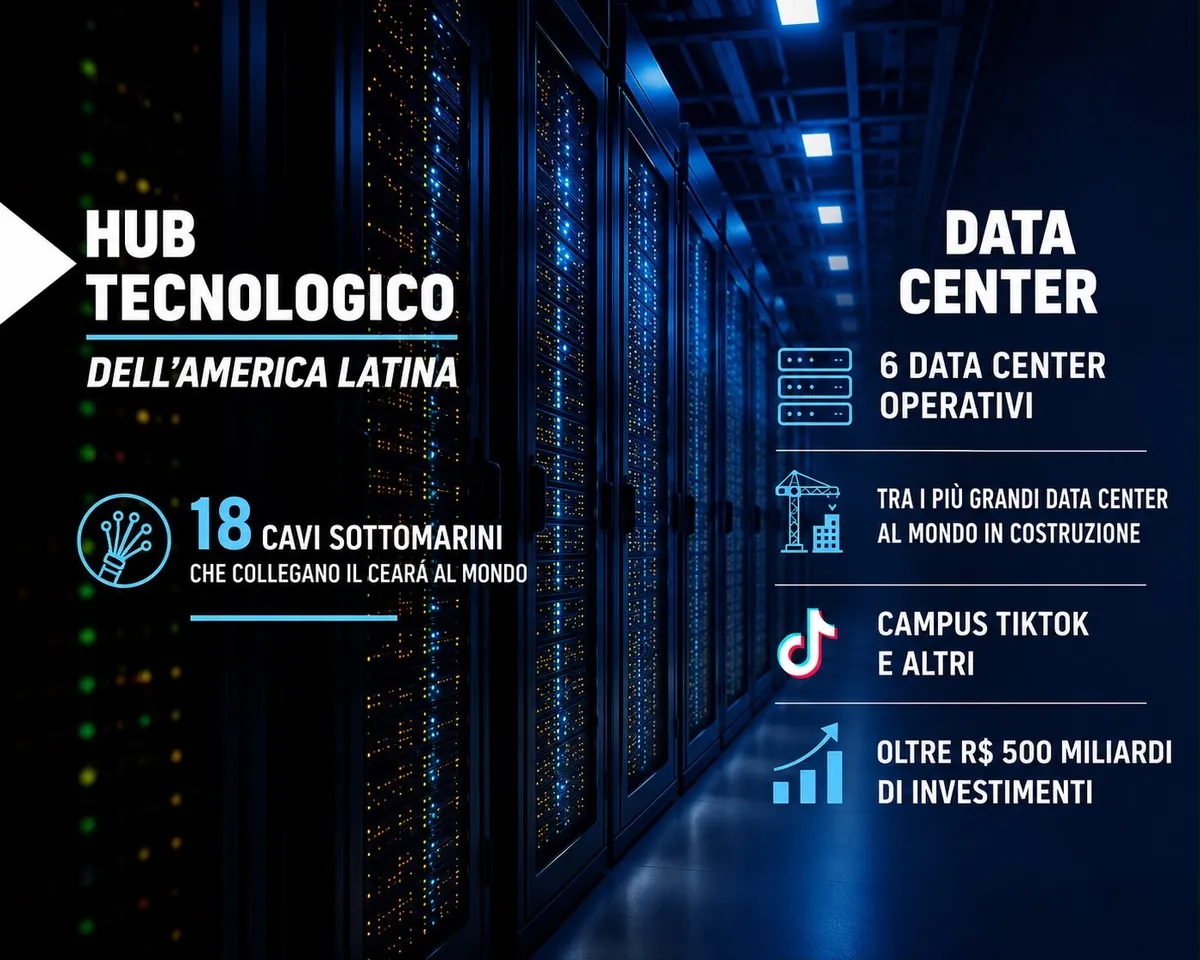 HUB
TECNOLOGICO
DELL'AMERICA LATINA
18 CAVI SOTTOMARINI
CHE COLLEGANO IL CEARÁ AL MONDO
DATA
CENTER
6 DATA CENTER
OPERATIVI
TRA I PIÙ GRANDI DATA CENTER
AL MONDO IN COSTRUZIONE
CAMPUS TIKTOK
E ALTRI
OLTRE R$ 500 MILIARDI
DI INVESTIMENTI